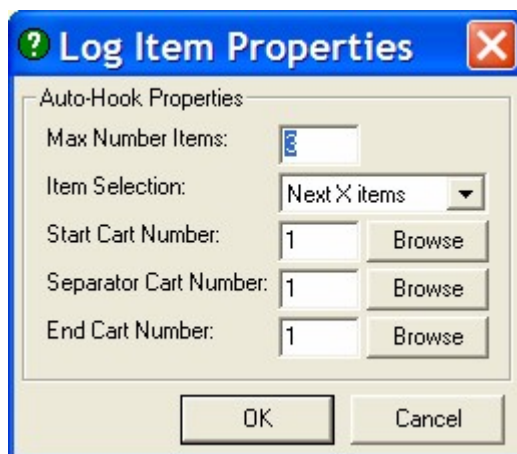 ? Log Item Properties
Auto-Hook Properties
Max Number Items: 3
Item Selection: Next X items
Start Cart Number: 1 Browse
Separator Cart Number: 1 Browse
End Cart Number: 1 Browse
OK Cancel